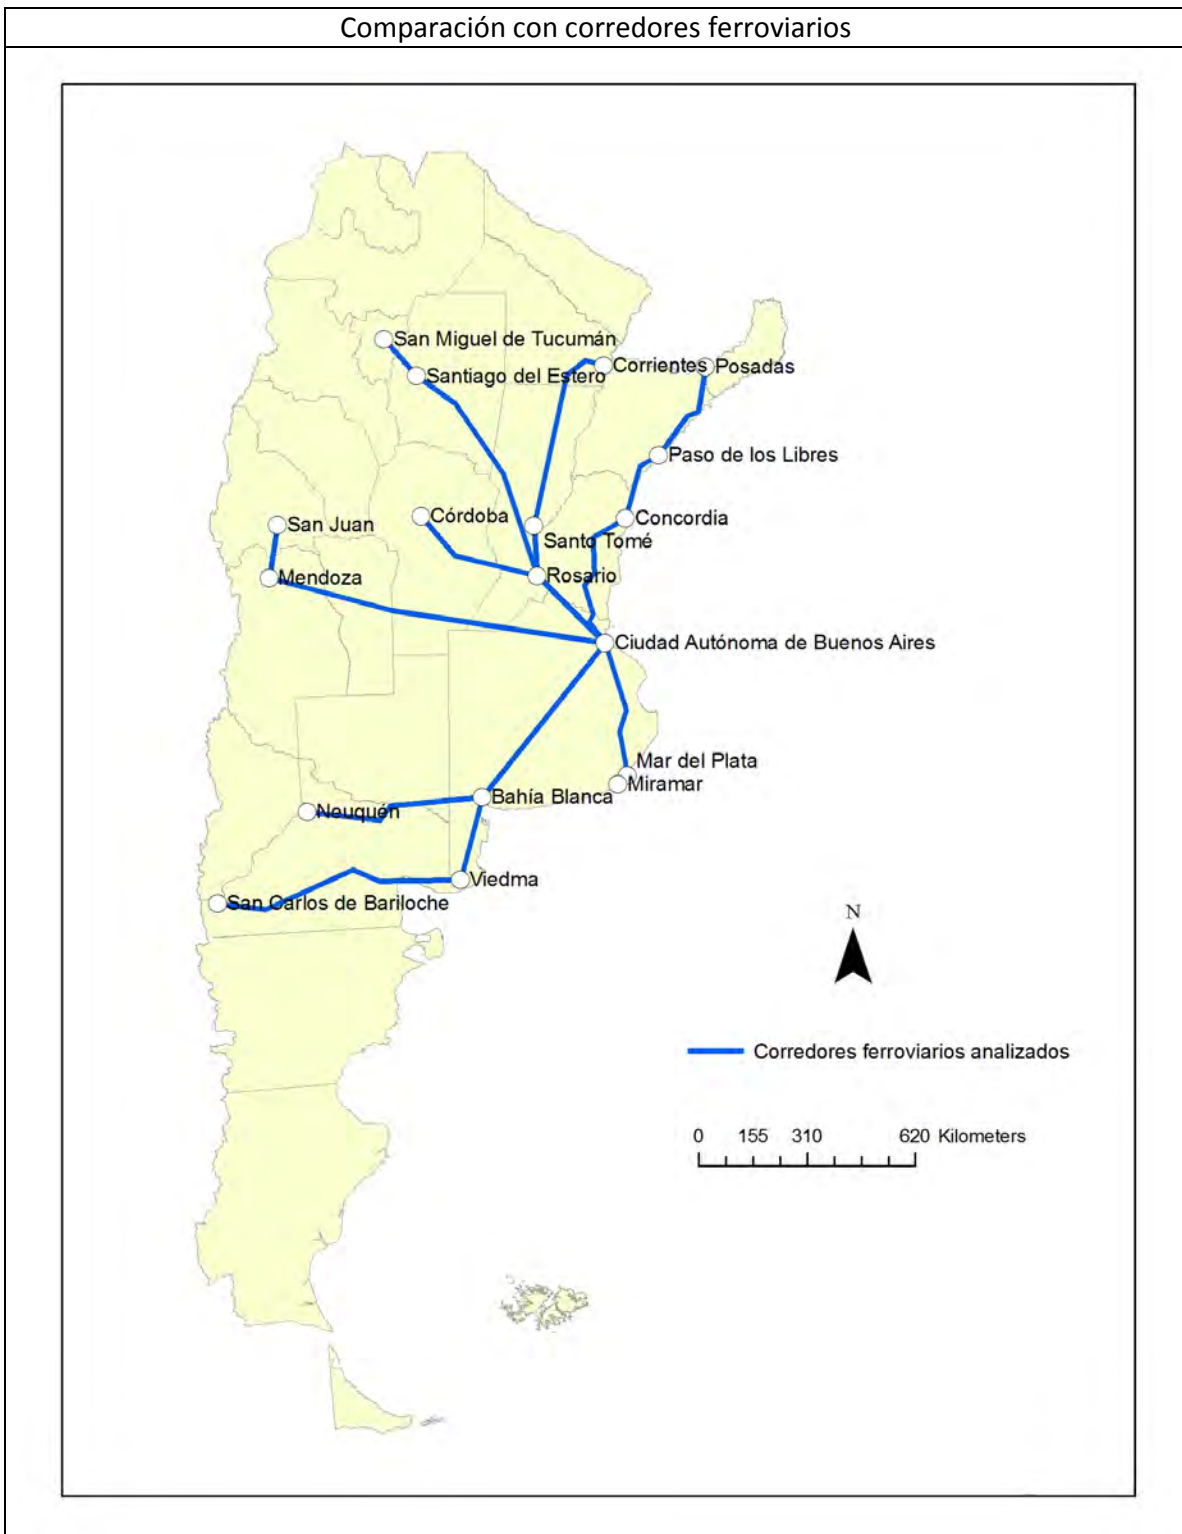 Comparación con corredores ferroviarios
San Miguel de Tucumán
Santiago del Estero
Corrientes
Posadas
Paso de los Libres
Córdoba
Concordia
San Juan
Santo Tomé
Mendoza
Rosario
Ciudad Autónoma de Buenos Aires
Mar del Plata
Miramar
Bahía Blanca
Neuquén
Viedma
San Carlos de Bariloche
N
Corredores ferroviarios analizados
0 155 310 620 Kilometers